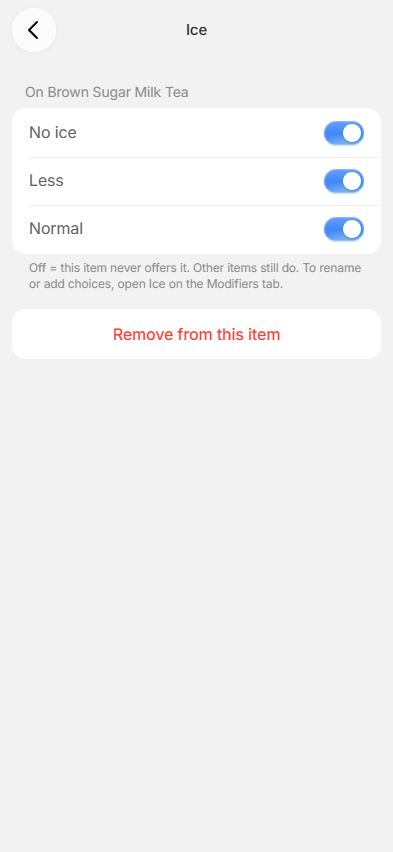 Ice
On Brown Sugar Milk Tea
No ice
Less
Normal
Off = this item never offers it. Other items still do. To rename
or add choices, open Ice on the Modifiers tab.
Remove from this item